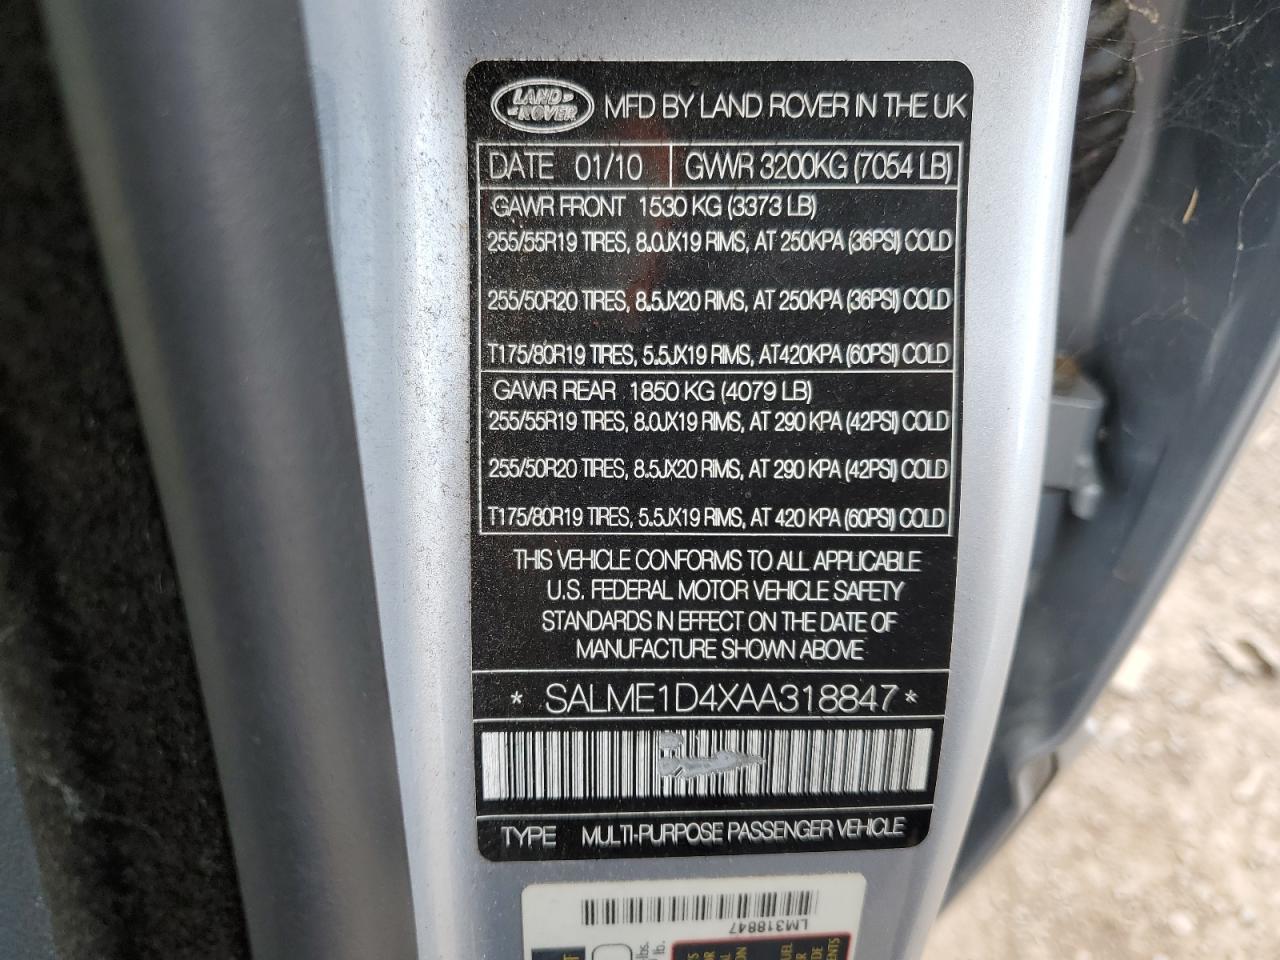 LAND ROVER MFD BY LAND ROVER IN THE UK
DATE 01/10 GWWR 3200KG (7054 LB)
GAWR FRONT 1530 KG (3373 LB)
255/55R19 TIRES, 8.0JX19 RIMS, AT 250KPA (36PSI) COLD
255/50R20 TIRES, 8.5JX20 RIMS, AT 250KPA (36PSI) COLD
T175/80R19 TIRES, 5.5JX19 RIMS, AT420KPA (60PSI) COLD
GAWR REAR 1850 KG (4079 LB)
255/55R19 TIRES, 8.0JX19 RIMS, AT 290 KPA (42PSI) COLD
255/50R20 TIRES, 8.5JX20 RIMS, AT 290 KPA (42PSI) COLD
T175/80R19 TIRES, 5.5JX19 RIMS, AT 420 KPA (60PSI) COLD
THIS VEHICLE CONFORMS TO ALL APPLICABLE
U.S. FEDERAL MOTOR VEHICLE SAFETY
STANDARDS IN EFFECT ON THE DATE OF
MANUFACTURE SHOWN ABOVE
* SALME1D4XAA318847 *
TYPE MULTI-PURPOSE PASSENGER VEHICLE
LM318847
lbs.
lb.